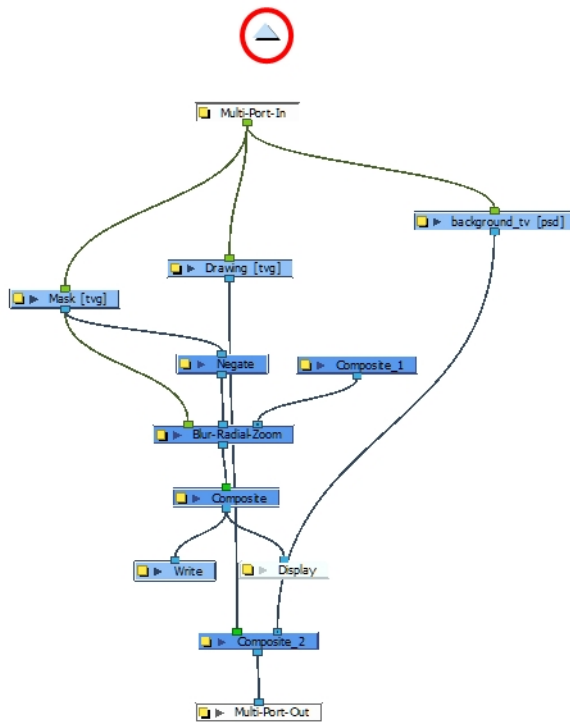 Multi-Port-In
background_tv [psd]
Drawing [tvg]
Mask [tvg]
Negate
Composite_1
Blur-Radial-Zoom
Composite
Write
Display
Composite_2
Multi-Port-Out